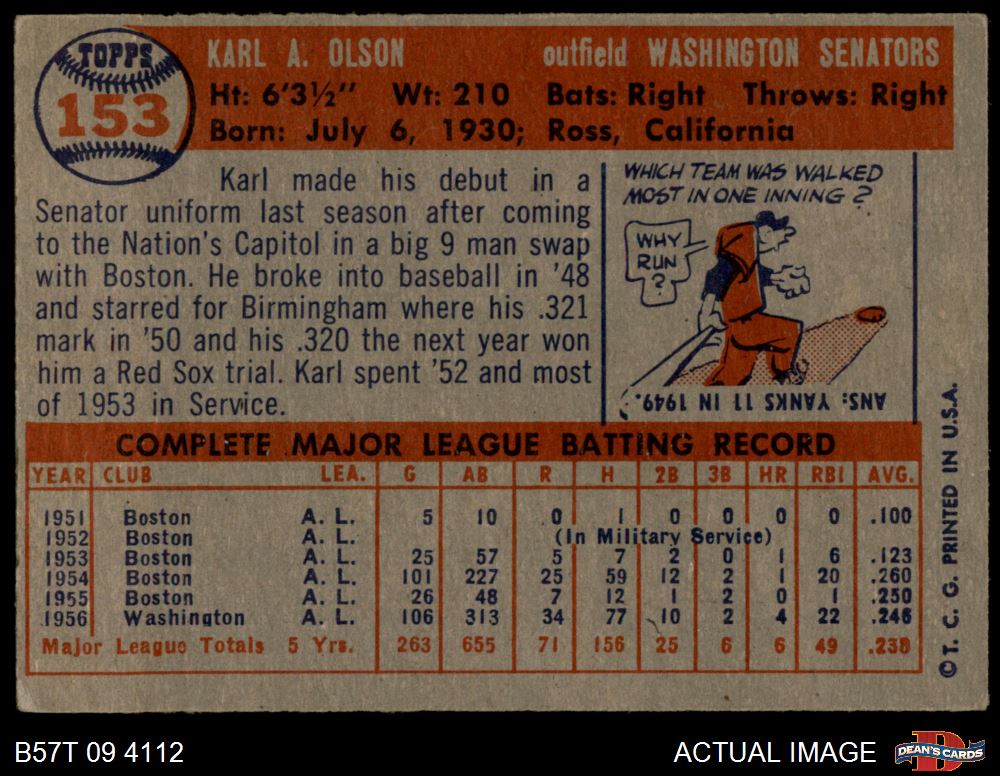 TOPPS
153
KARL A. OLSON outfield WASHINGTON SENATORS
Ht: 6'3½" Wt: 210 Bats: Right Throws: Right
Born: July 6, 1930; Ross, California
Karl made his debut in a
Senator uniform last season after coming
to the Nation's Capitol in a big 9 man swap
with Boston. He broke into baseball in '48
and starred for Birmingham where his .321
mark in '50 and his .320 the next year won
him a Red Sox trial. Karl spent '52 and most
of 1953 in Service.
WHICH TEAM WAS WALKED
MOST IN ONE INNING?
WHY
RUN
?
ANS: YANKS 11 IN 1949.
COMPLETE MAJOR LEAGUE BATTING RECORD
YEAR CLUB LEA. G AB R H 2B 3B HR RBI AVG.
1951 Boston A. L. 5 10 0 1 0 0 0 0 .100
1952 Boston A. L. (In Military Service)
1953 Boston A. L. 25 57 5 7 2 0 1 6 .123
1954 Boston A. L. 101 227 25 59 12 2 1 20 .260
1955 Boston A. L. 26 48 7 12 1 2 0 1 .250
1956 Washington A. L. 106 313 34 77 10 2 4 22 .246
Major League Totals 5 Yrs. 263 655 71 156 25 6 6 49 .238
© T. C. G. PRINTED IN U.S.A.
B57T 09 4112
ACTUAL IMAGE
D
DEAN'S CARDS